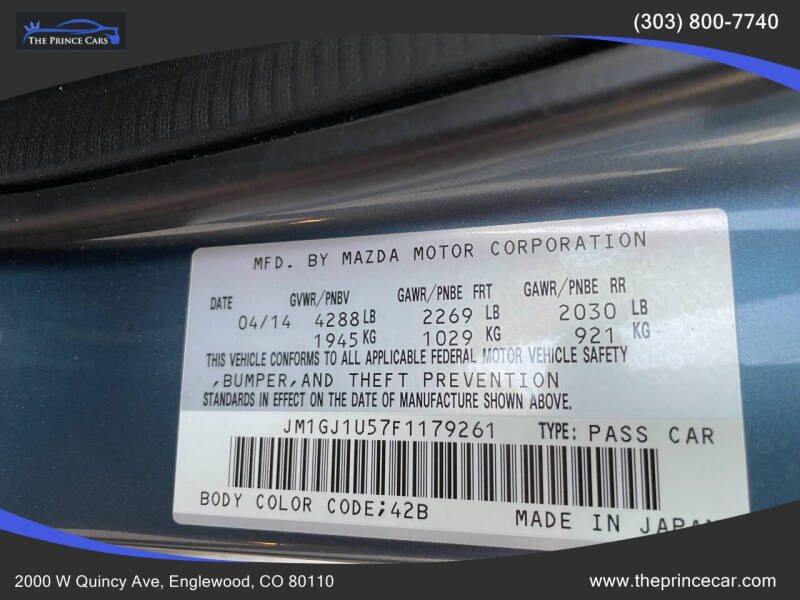 THE PRINCE CARS
(303) 800-7740
MFD. BY MAZDA MOTOR CORPORATION
DATE GVWR/PNBV GAWR/PNBE FRT GAWR/PNBE RR
04/14 4288 LB 2269 LB 2030 LB
1945 KG 1029 KG 921 KG
THIS VEHICLE CONFORMS TO ALL APPLICABLE FEDERAL MOTOR VEHICLE SAFETY
,BUMPER,AND THEFT PREVENTION
STANDARDS IN EFFECT ON THE DATE OF MANUFACTURE SHOWN ABOVE.
JM1GJ1U57F1179261 TYPE: PASS CAR
BODY COLOR CODE;42B
MADE IN JAPAN
2000 W Quincy Ave, Englewood, CO 80110
www.theprincecar.com